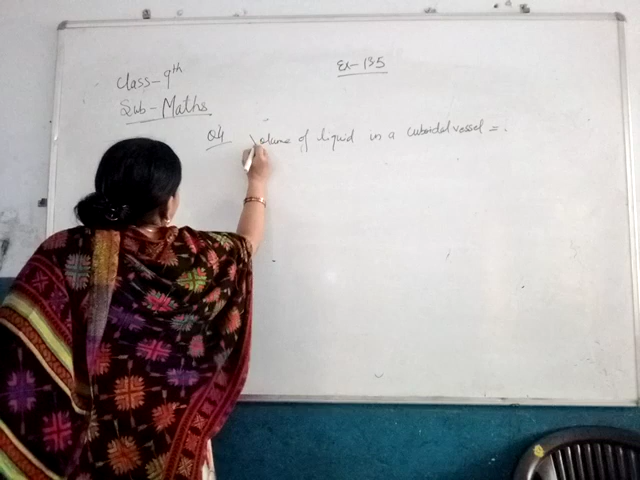 Ex-13.5
Class-9th
Sub-Maths
Q4 Volume of liquid in a cuboidal vessel =